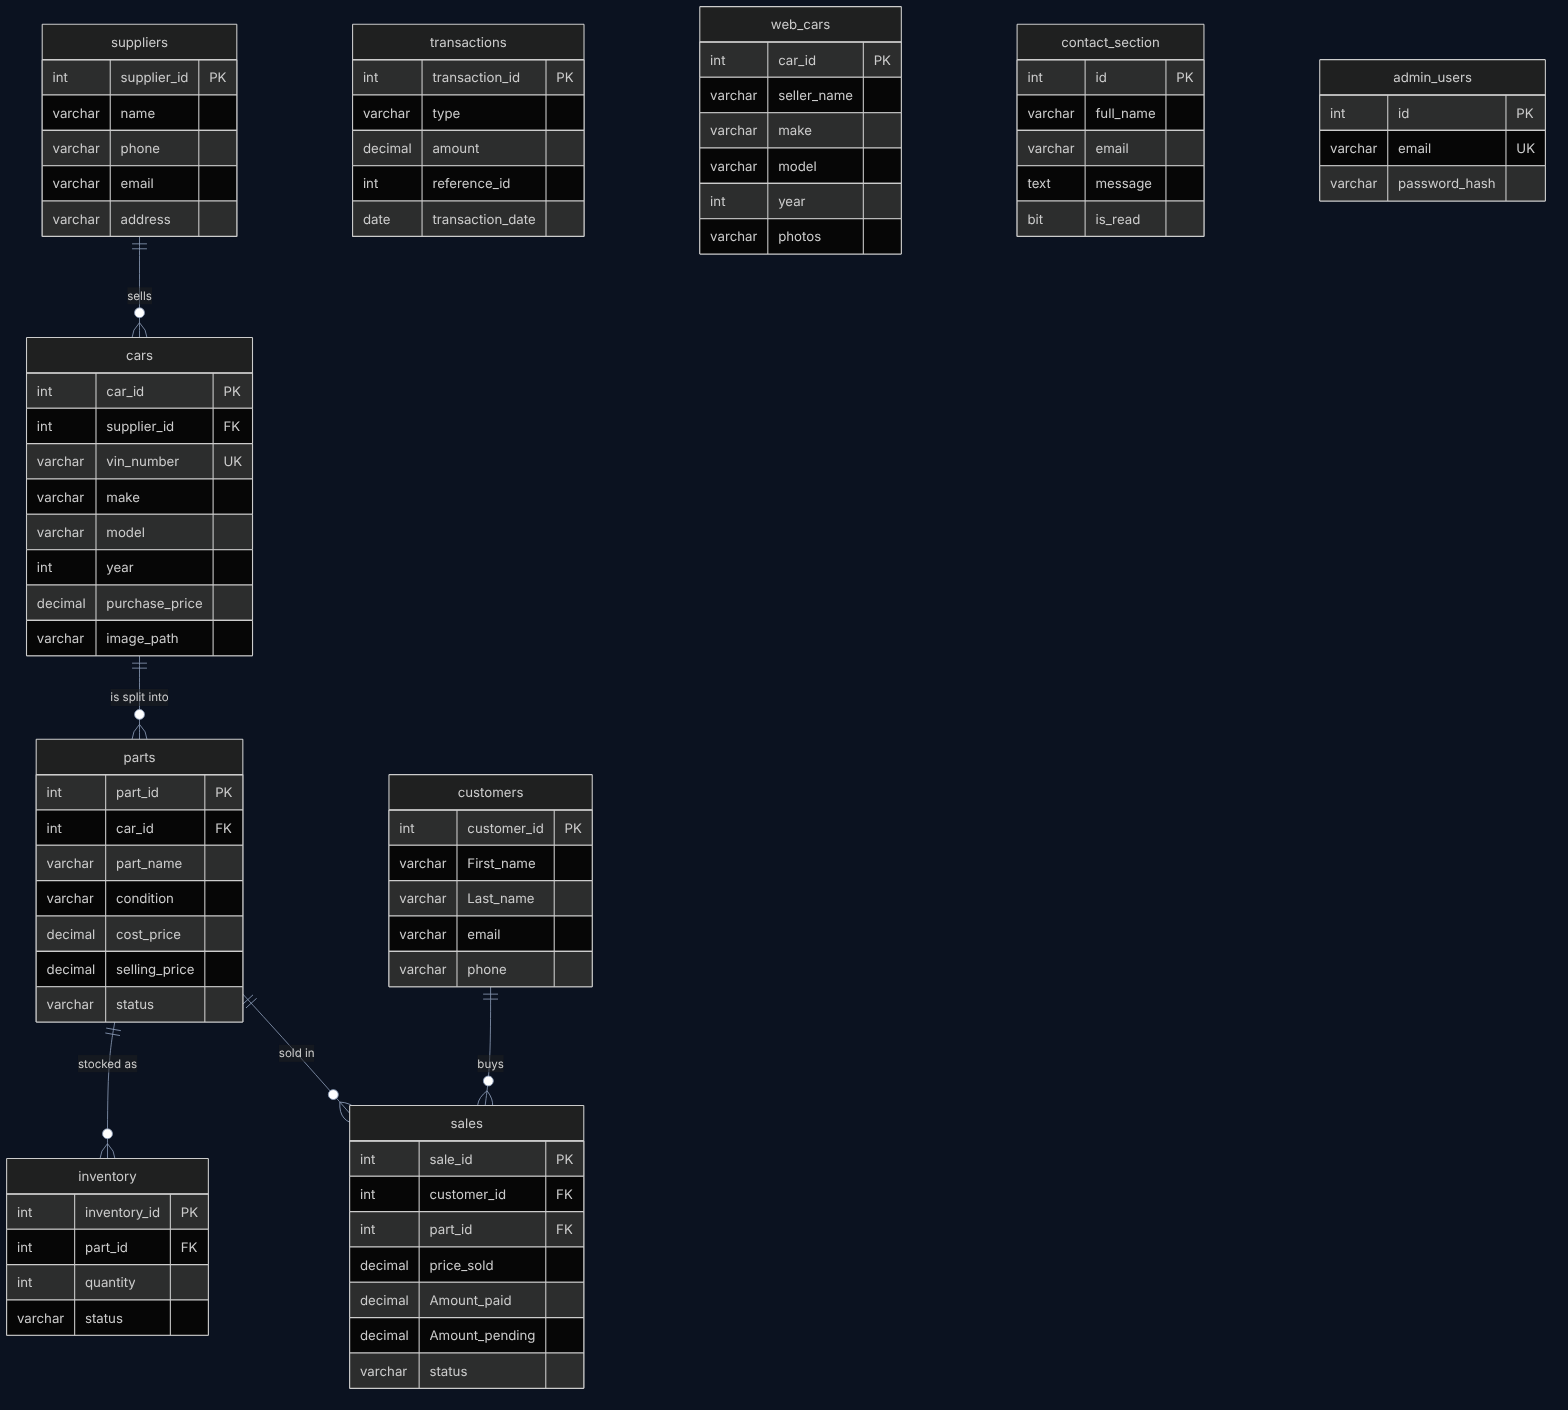 suppliers
int supplier_id PK
varchar name
varchar phone
varchar email
varchar address
transactions
int transaction_id PK
varchar type
decimal amount
int reference_id
date transaction_date
web_cars
int car_id PK
varchar seller_name
varchar make
varchar model
int year
varchar photos
contact_section
int id PK
varchar full_name
varchar email
text message
bit is_read
admin_users
int id PK
varchar email UK
varchar password_hash
sells
cars
int car_id PK
int supplier_id FK
varchar vin_number UK
varchar make
varchar model
int year
decimal purchase_price
varchar image_path
is split into
parts
int part_id PK
int car_id FK
varchar part_name
varchar condition
decimal cost_price
decimal selling_price
varchar status
customers
int customer_id PK
varchar First_name
varchar Last_name
varchar email
varchar phone
stocked as
sold in
buys
inventory
int inventory_id PK
int part_id FK
int quantity
varchar status
sales
int sale_id PK
int customer_id FK
int part_id FK
decimal price_sold
decimal Amount_paid
decimal Amount_pending
varchar status